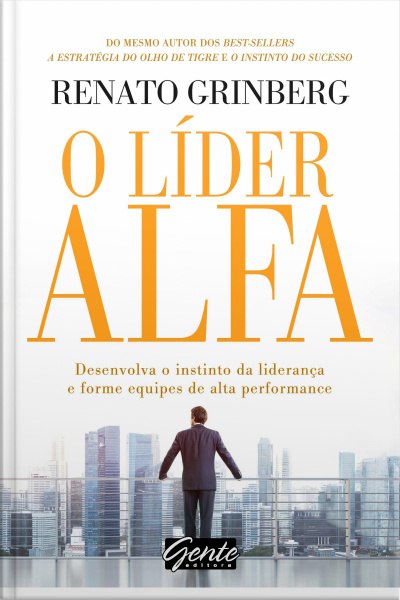 DO MESMO AUTOR DOS BEST-SELLERS
A ESTRATÉGIA DO OLHO DE TIGRE E O INSTINTO DO SUCESSO
RENATO GRINBERG
O LÍDER
ALFA
Desenvolva o instinto da liderança
e forme equipes de alta performance
Gente
editora